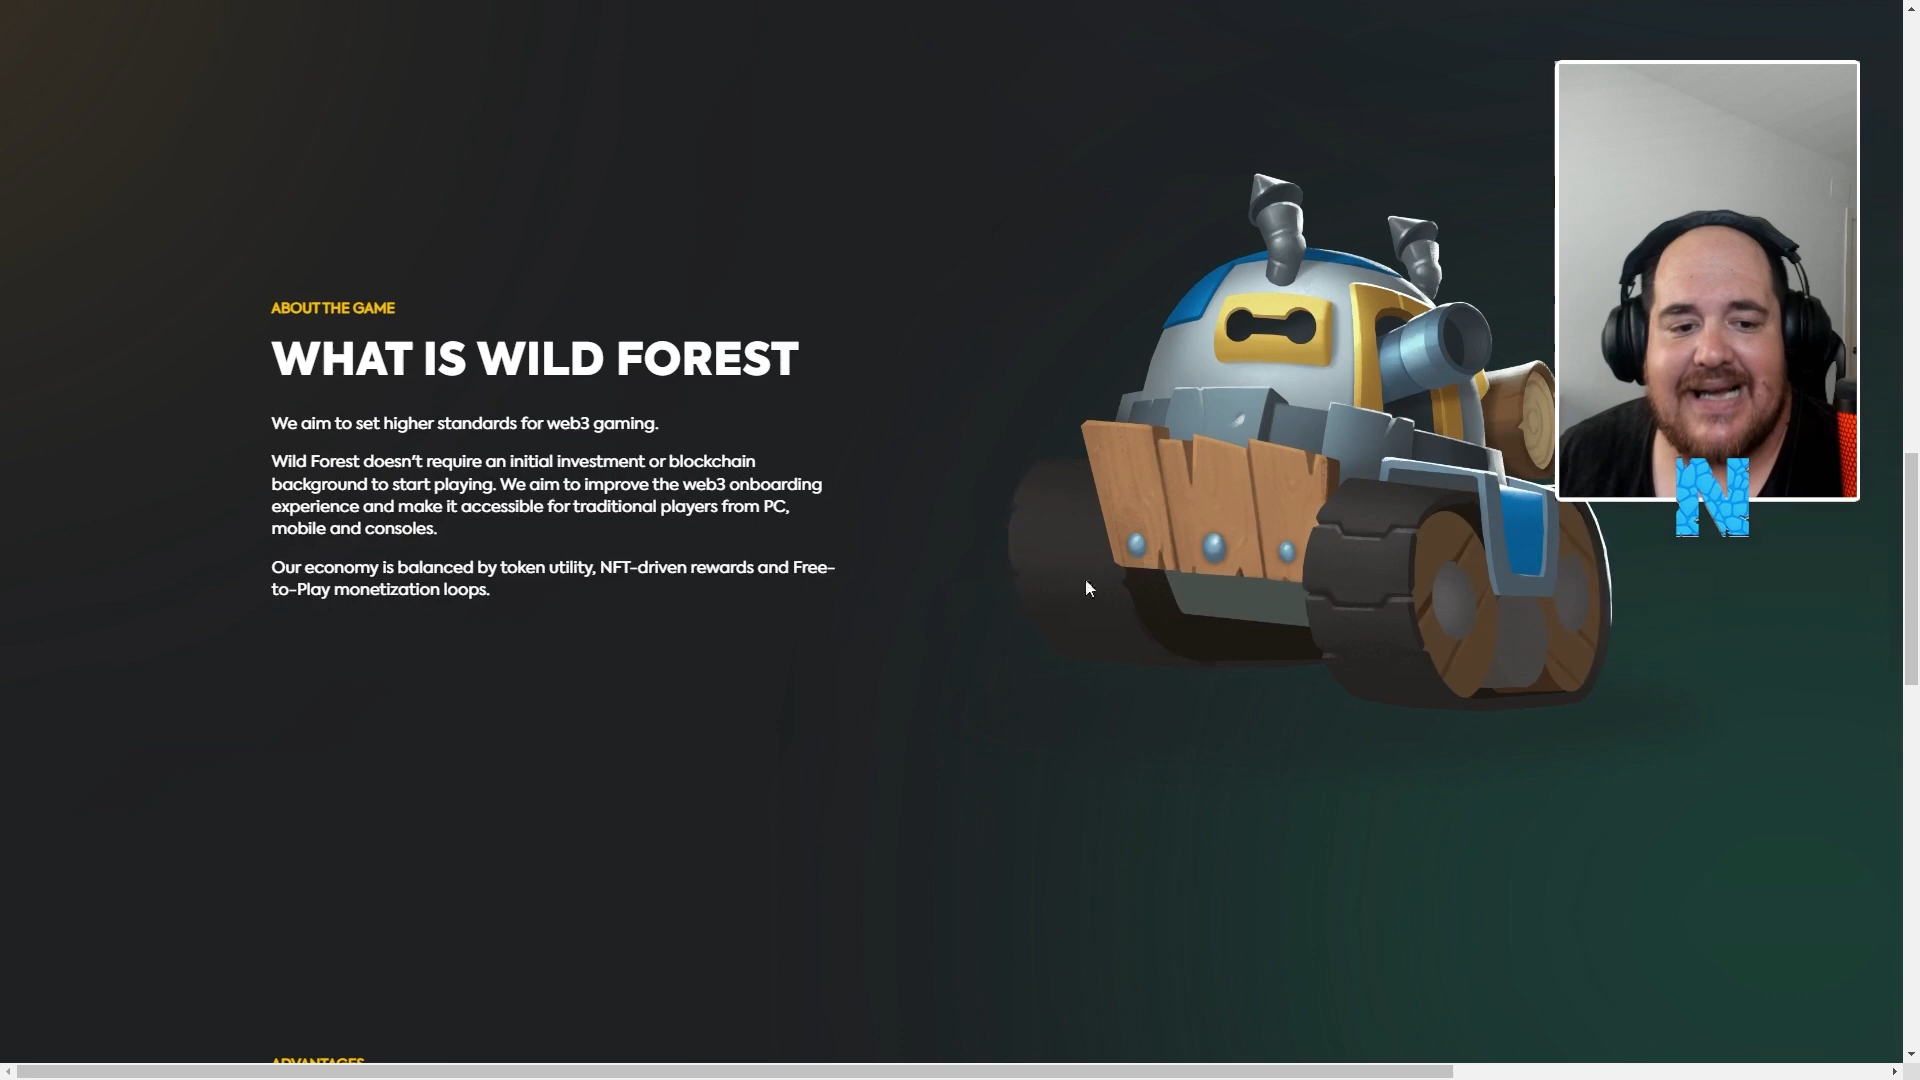 ABOUT THE GAME
WHAT IS WILD FOREST
We aim to set higher standards for web3 gaming.
Wild Forest doesn't require an initial investment or blockchain
background to start playing. We aim to improve the web3 onboarding
experience and make it accessible for traditional players from PC,
mobile and consoles.
Our economy is balanced by token utility, NFT-driven rewards and Free-
to-Play monetization loops.
N
ADVANTAGES